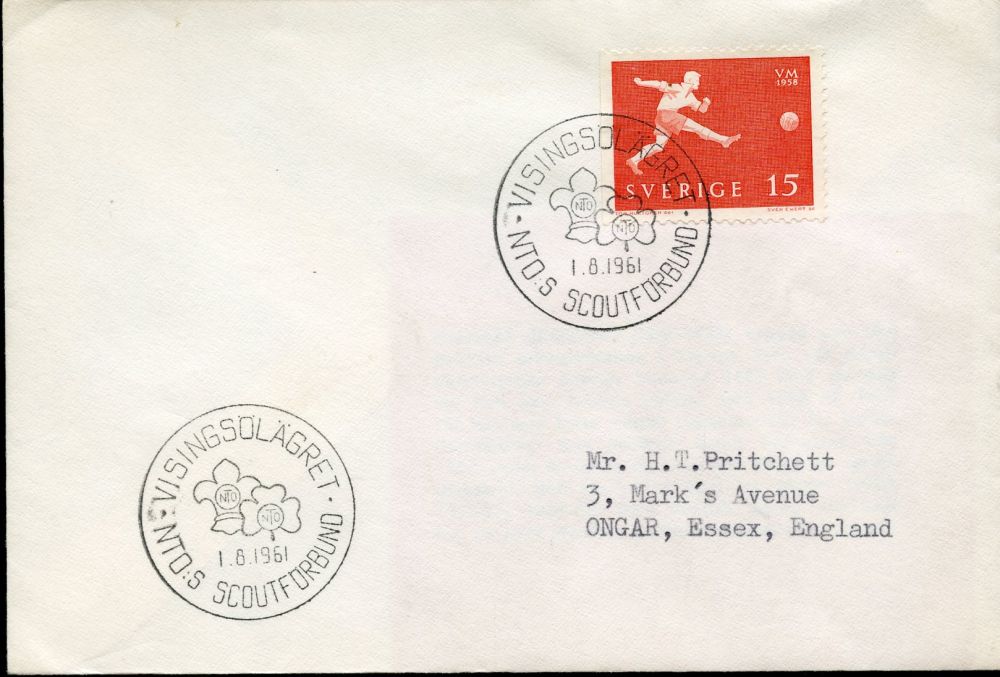 VM
1958
SVERIGE 15
SVEN EWERT
· VISINGSÖLÄGRET ·
NTO NTO
1.8.1961
NTO:S SCOUTFÖRBUND
Mr. H.T.Pritchett
3, Mark´s Avenue
ONGAR, Essex, England
· VISINGSÖLÄGRET ·
NTO NTO
1.8.1961
NTO:S SCOUTFÖRBUND